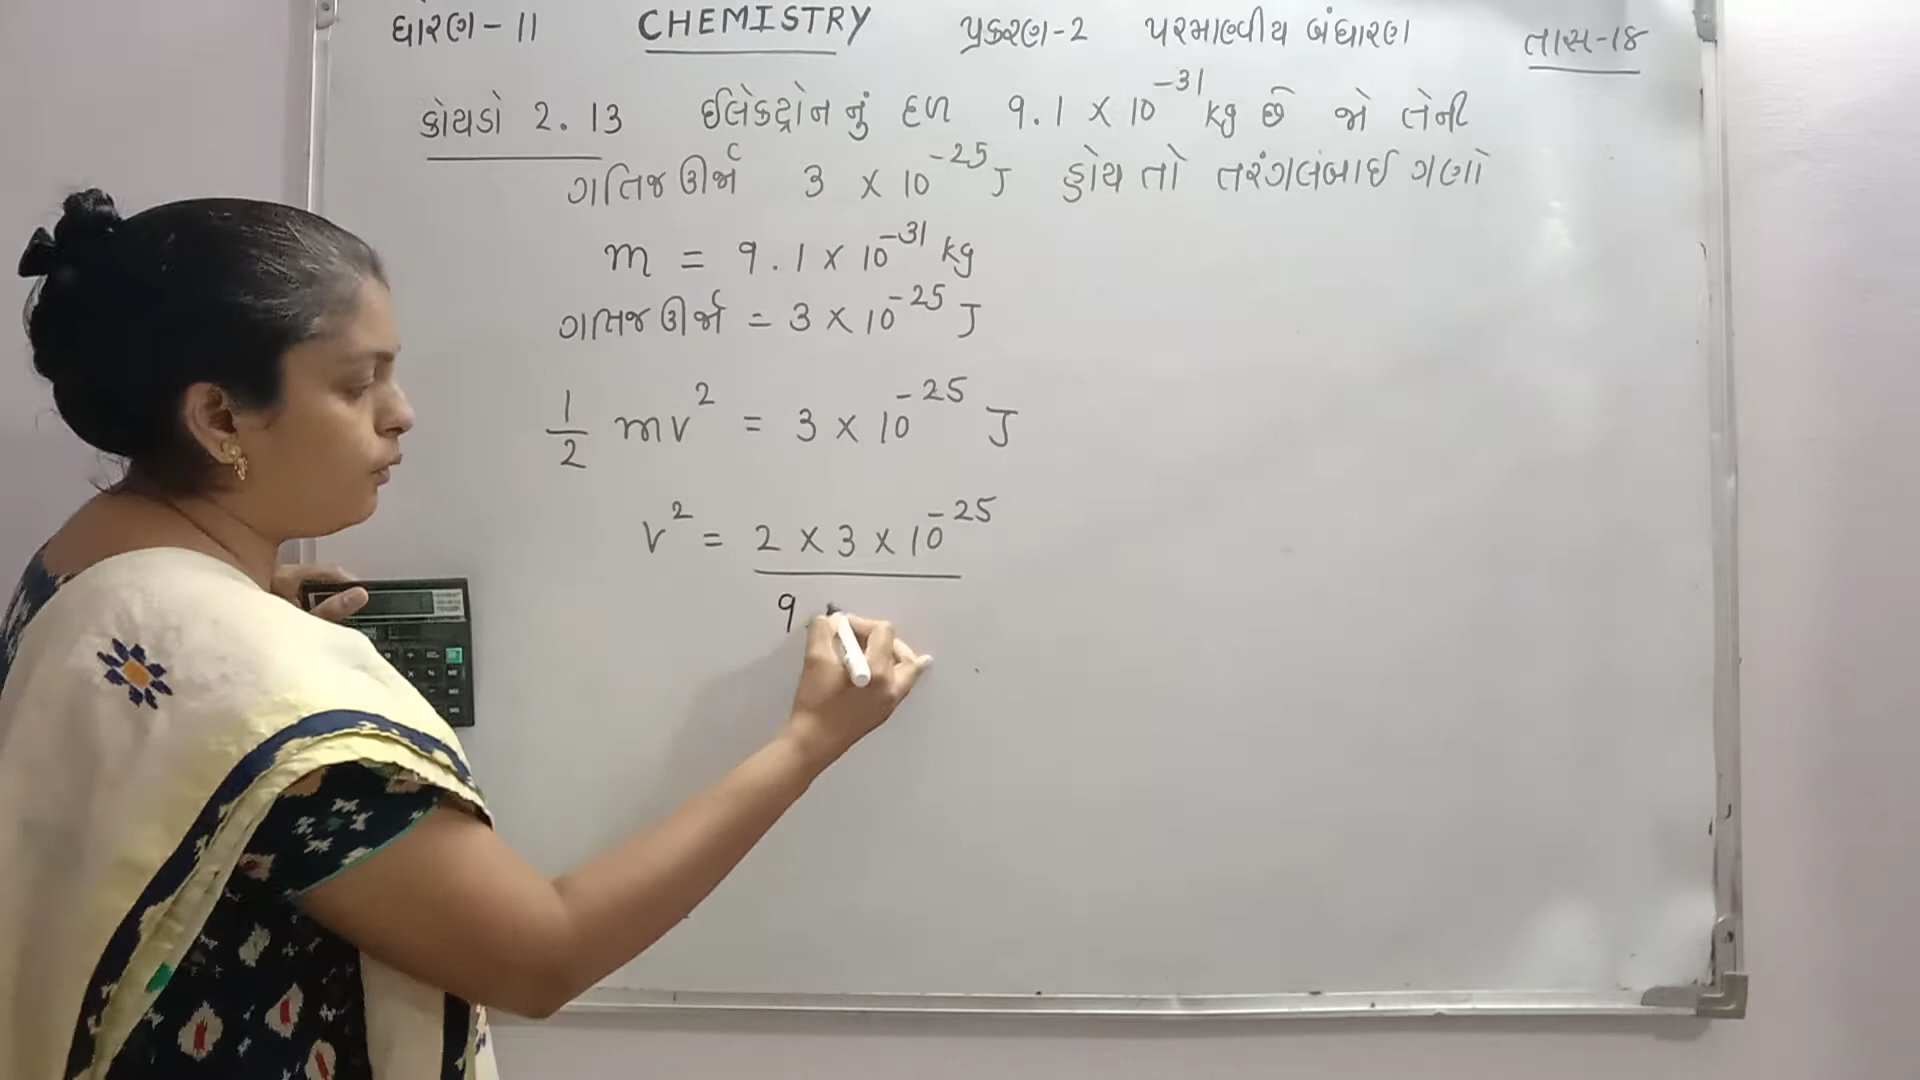 ધોરણ - 11 CHEMISTRY પ્રકરણ-2 પરમાણ્વીય બંધારણ તાસ-૧૪
કોયડો 2.13 ઈલેક્ટ્રોન નું દળ 9.1 × 10⁻³¹ kg છે જો તેની
ગતિજ ઊર્જા 3 × 10⁻²⁵ J હોય તો તરંગલંબાઈ ગણો
m = 9.1 × 10⁻³¹ kg
ગતિજ ઊર્જા = 3 × 10⁻²⁵ J
1/2 mv² = 3 × 10⁻²⁵ J
v² = 2 × 3 × 10⁻²⁵
9.